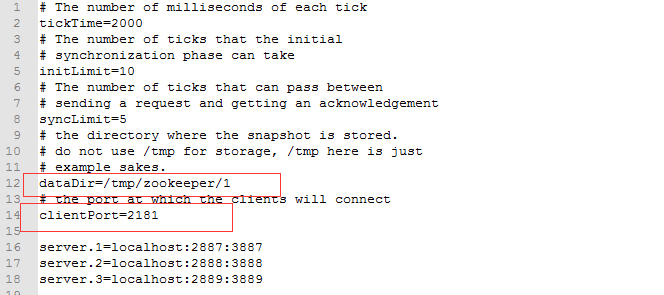 1 # The number of milliseconds of each tick
2 tickTime=2000
3 # The number of ticks that the initial
4 # synchronization phase can take
5 initLimit=10
6 # The number of ticks that can pass between
7 # sending a request and getting an acknowledgement
8 syncLimit=5
9 # the directory where the snapshot is stored.
10 # do not use /tmp for storage, /tmp here is just
11 # example sakes.
12 dataDir=/tmp/zookeeper/1
13 # the port at which the clients will connect
14 clientPort=2181
15
16 server.1=localhost:2887:3887
17 server.2=localhost:2888:3888
18 server.3=localhost:2889:3889
19